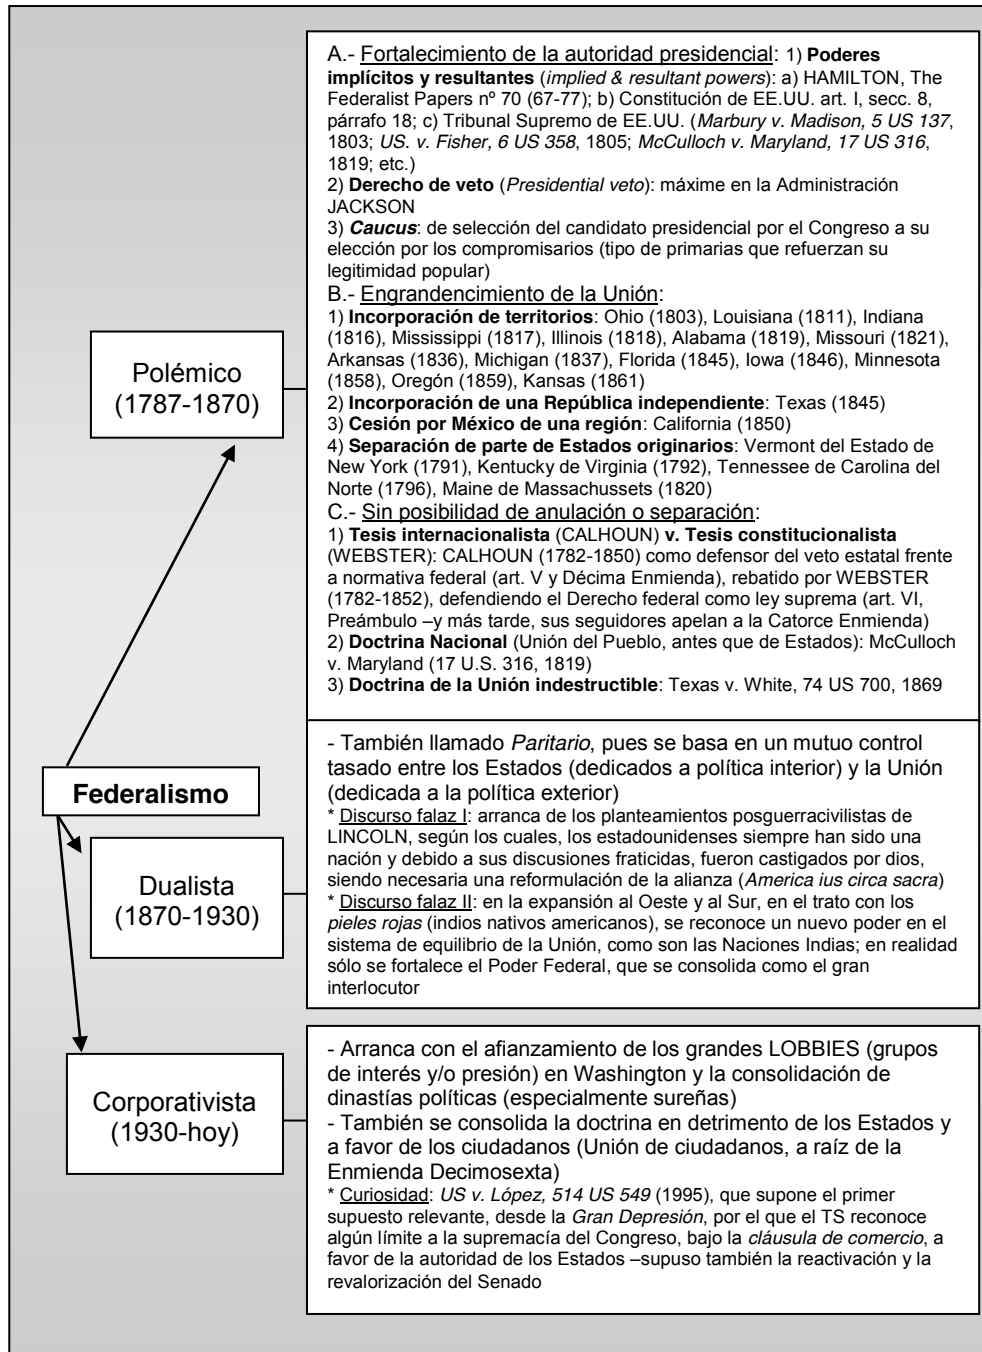 A.- Fortalecimiento de la autoridad presidencial: 1) Poderes
implícitos y resultantes (implied & resultant powers): a) HAMILTON, The
Federalist Papers nº 70 (67-77); b) Constitución de EE.UU. art. I, secc. 8,
párrafo 18; c) Tribunal Supremo de EE.UU. (Marbury v. Madison, 5 US 137,
1803; US. v. Fisher, 6 US 358, 1805; McCulloch v. Maryland, 17 US 316,
1819; etc.)
2) Derecho de veto (Presidential veto): máxime en la Administración
JACKSON
3) Caucus: de selección del candidato presidencial por el Congreso a su
elección por los compromisarios (tipo de primarias que refuerzan su
legitimidad popular)
B.- Engrandencimiento de la Unión:
1) Incorporación de territorios: Ohio (1803), Louisiana (1811), Indiana
(1816), Mississippi (1817), Illinois (1818), Alabama (1819), Missouri (1821),
Arkansas (1836), Michigan (1837), Florida (1845), Iowa (1846), Minnesota
(1858), Oregón (1859), Kansas (1861)
2) Incorporación de una República independiente: Texas (1845)
3) Cesión por México de una región: California (1850)
4) Separación de parte de Estados originarios: Vermont del Estado de
New York (1791), Kentucky de Virginia (1792), Tennessee de Carolina del
Norte (1796), Maine de Massachussets (1820)
C.- Sin posibilidad de anulación o separación:
1) Tesis internacionalista (CALHOUN) v. Tesis constitucionalista
(WEBSTER): CALHOUN (1782-1850) como defensor del veto estatal frente
a normativa federal (art. V y Décima Enmienda), rebatido por WEBSTER
(1782-1852), defendiendo el Derecho federal como ley suprema (art. VI,
Preámbulo –y más tarde, sus seguidores apelan a la Catorce Enmienda)
2) Doctrina Nacional (Unión del Pueblo, antes que de Estados): McCulloch
v. Maryland (17 U.S. 316, 1819)
3) Doctrina de la Unión indestructible: Texas v. White, 74 US 700, 1869
Polémico
(1787-1870)
Federalismo
- También llamado Paritario, pues se basa en un mutuo control
tasado entre los Estados (dedicados a política interior) y la Unión
(dedicada a la política exterior)
* Discurso falaz I: arranca de los planteamientos posguerracivilistas de
LINCOLN, según los cuales, los estadounidenses siempre han sido una
nación y debido a sus discusiones fraticidas, fueron castigados por dios,
siendo necesaria una reformulación de la alianza (America ius circa sacra)
* Discurso falaz II: en la expansión al Oeste y al Sur, en el trato con los
pieles rojas (indios nativos americanos), se reconoce un nuevo poder en el
sistema de equilibrio de la Unión, como son las Naciones Indias; en realidad
sólo se fortalece el Poder Federal, que se consolida como el gran
interlocutor
Dualista
(1870-1930)
- Arranca con el afianzamiento de los grandes LOBBIES (grupos
de interés y/o presión) en Washington y la consolidación de
dinastías políticas (especialmente sureñas)
- También se consolida la doctrina en detrimento de los Estados y
a favor de los ciudadanos (Unión de ciudadanos, a raíz de la
Enmienda Decimosexta)
* Curiosidad: US v. López, 514 US 549 (1995), que supone el primer
supuesto relevante, desde la Gran Depresión, por el que el TS reconoce
algún límite a la supremacía del Congreso, bajo la cláusula de comercio, a
favor de la autoridad de los Estados –supuso también la reactivación y la
revalorización del Senado
Corporativista
(1930-hoy)